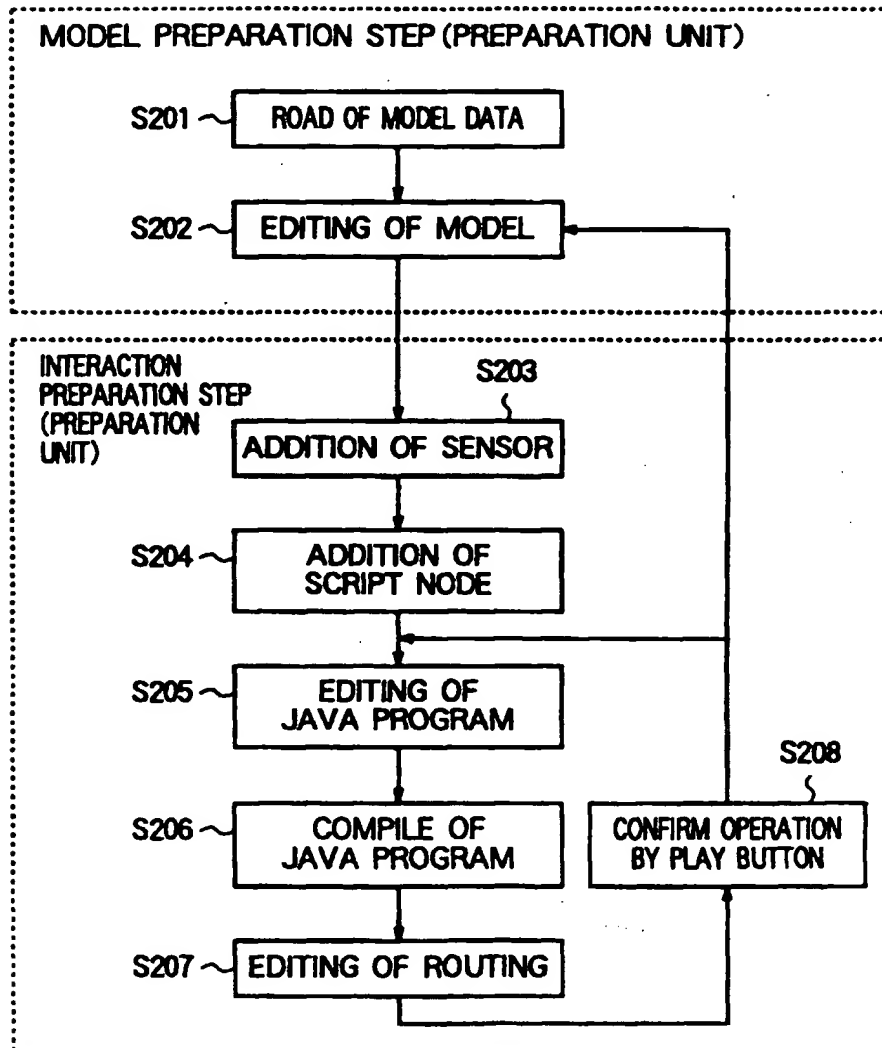 MODEL PREPARATION STEP (PREPARATION UNIT)
S201
ROAD OF MODEL DATA
S202
EDITING OF MODEL
INTERACTION
PREPARATION STEP
(PREPARATION
UNIT)
S203
ADDITION OF SENSOR
S204
ADDITION OF
SCRIPT NODE
S205
EDITING OF
JAVA PROGRAM
S206
COMPILE OF
JAVA PROGRAM
S208
CONFIRM OPERATION
BY PLAY BUTTON
S207
EDITING OF ROUTING